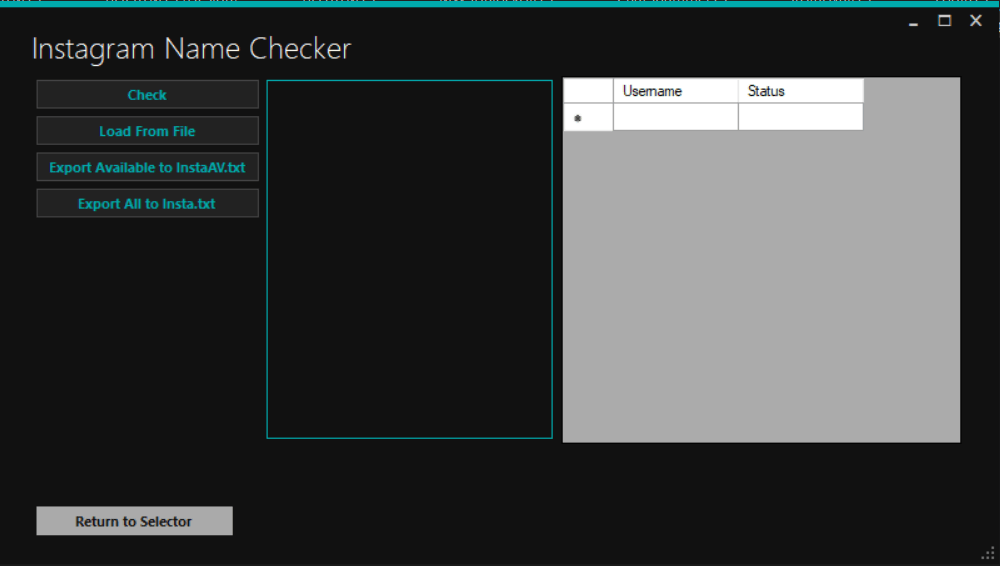 Instagram Name Checker
Check
Load From File
Export Available to InstaAV.txt
Export All to Insta.txt
Username Status
*
Return to Selector